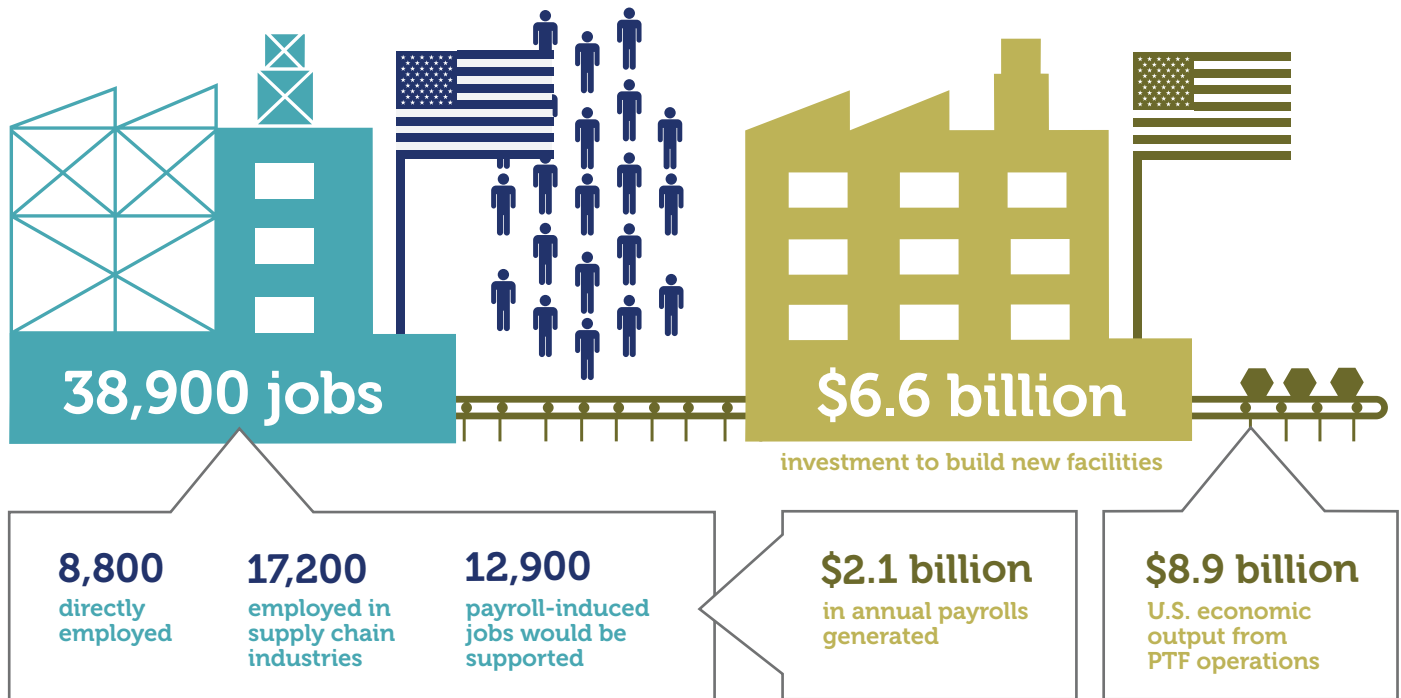 38,900 jobs
$6.6 billion
investment to build new facilities
8,800
directly
employed
17,200
employed in
supply chain
industries
12,900
payroll-induced
jobs would be
supported
$2.1 billion
in annual payrolls
generated
$8.9 billion
U.S. economic
output from
PTF operations